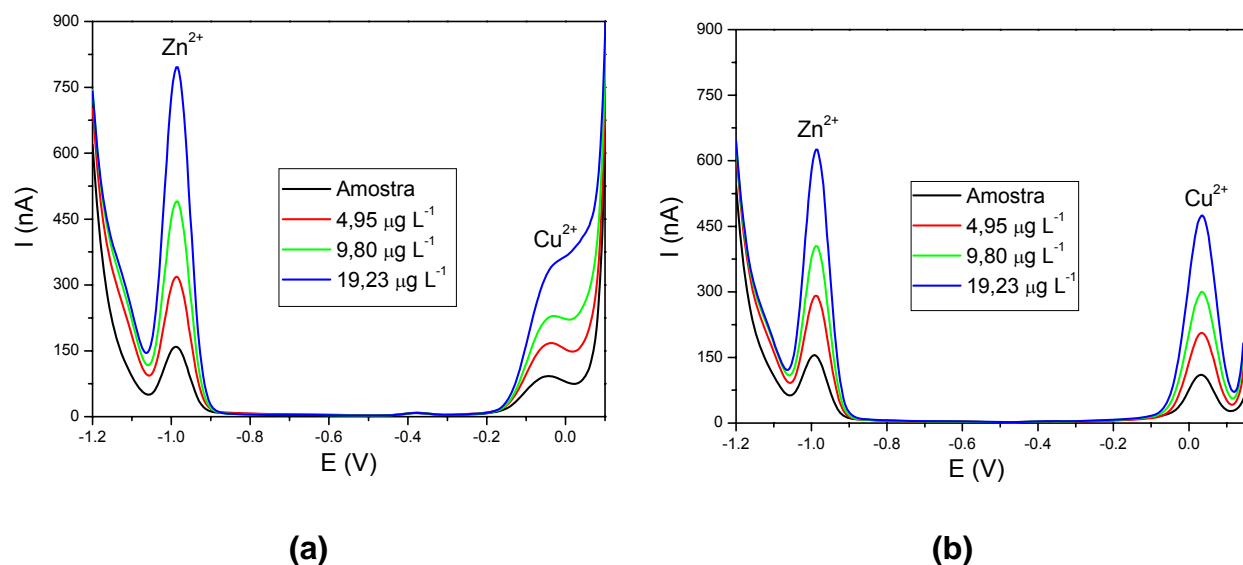 900
750
600
450
300
150
0
I (nA)
Zn²⁺
Cu²⁺
Amostra
4,95 μg L⁻¹
9,80 μg L⁻¹
19,23 μg L⁻¹
-1.2 -1.0 -0.8 -0.6 -0.4 -0.2 0.0
E (V)
(a)
900
750
600
450
300
150
0
I (nA)
Zn²⁺
Cu²⁺
Amostra
4,95 μg L⁻¹
9,80 μg L⁻¹
19,23 μg L⁻¹
-1.2 -1.0 -0.8 -0.6 -0.4 -0.2 0.0
E (V)
(b)